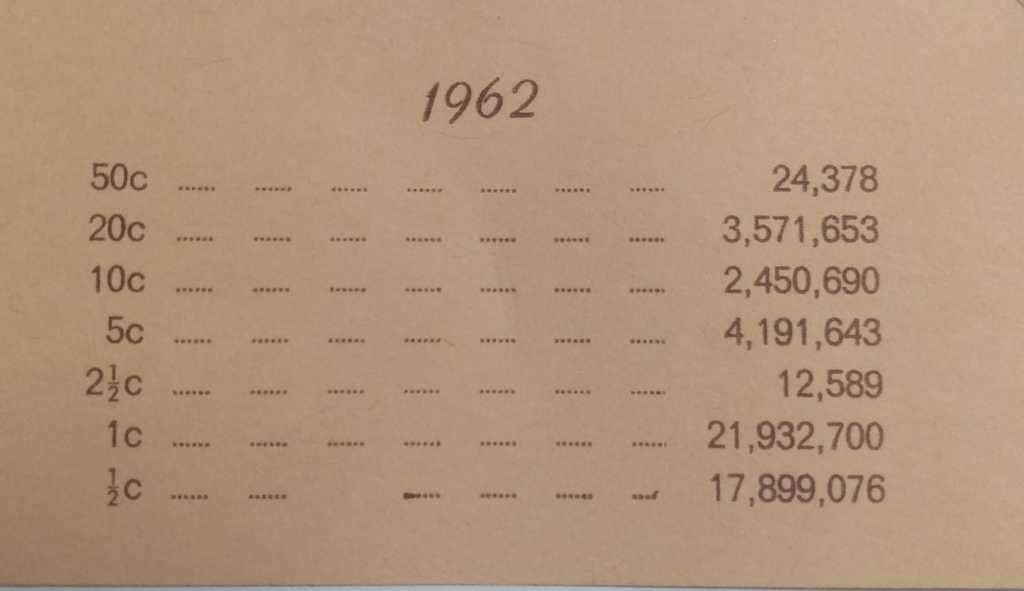 1962
50c ...... ...... ...... ...... ...... ...... ...... 24,378
20c ...... ...... ...... ...... ...... ...... ...... 3,571,653
10c ...... ...... ...... ...... ...... ...... ...... 2,450,690
5c ...... ...... ...... ...... ...... ...... ...... 4,191,643
2½c ...... ...... ...... ...... ...... ...... ...... 12,589
1c ...... ...... ...... ...... ...... ...... ...... 21,932,700
½c ...... ...... ...... ...... ...... ...... 17,899,076